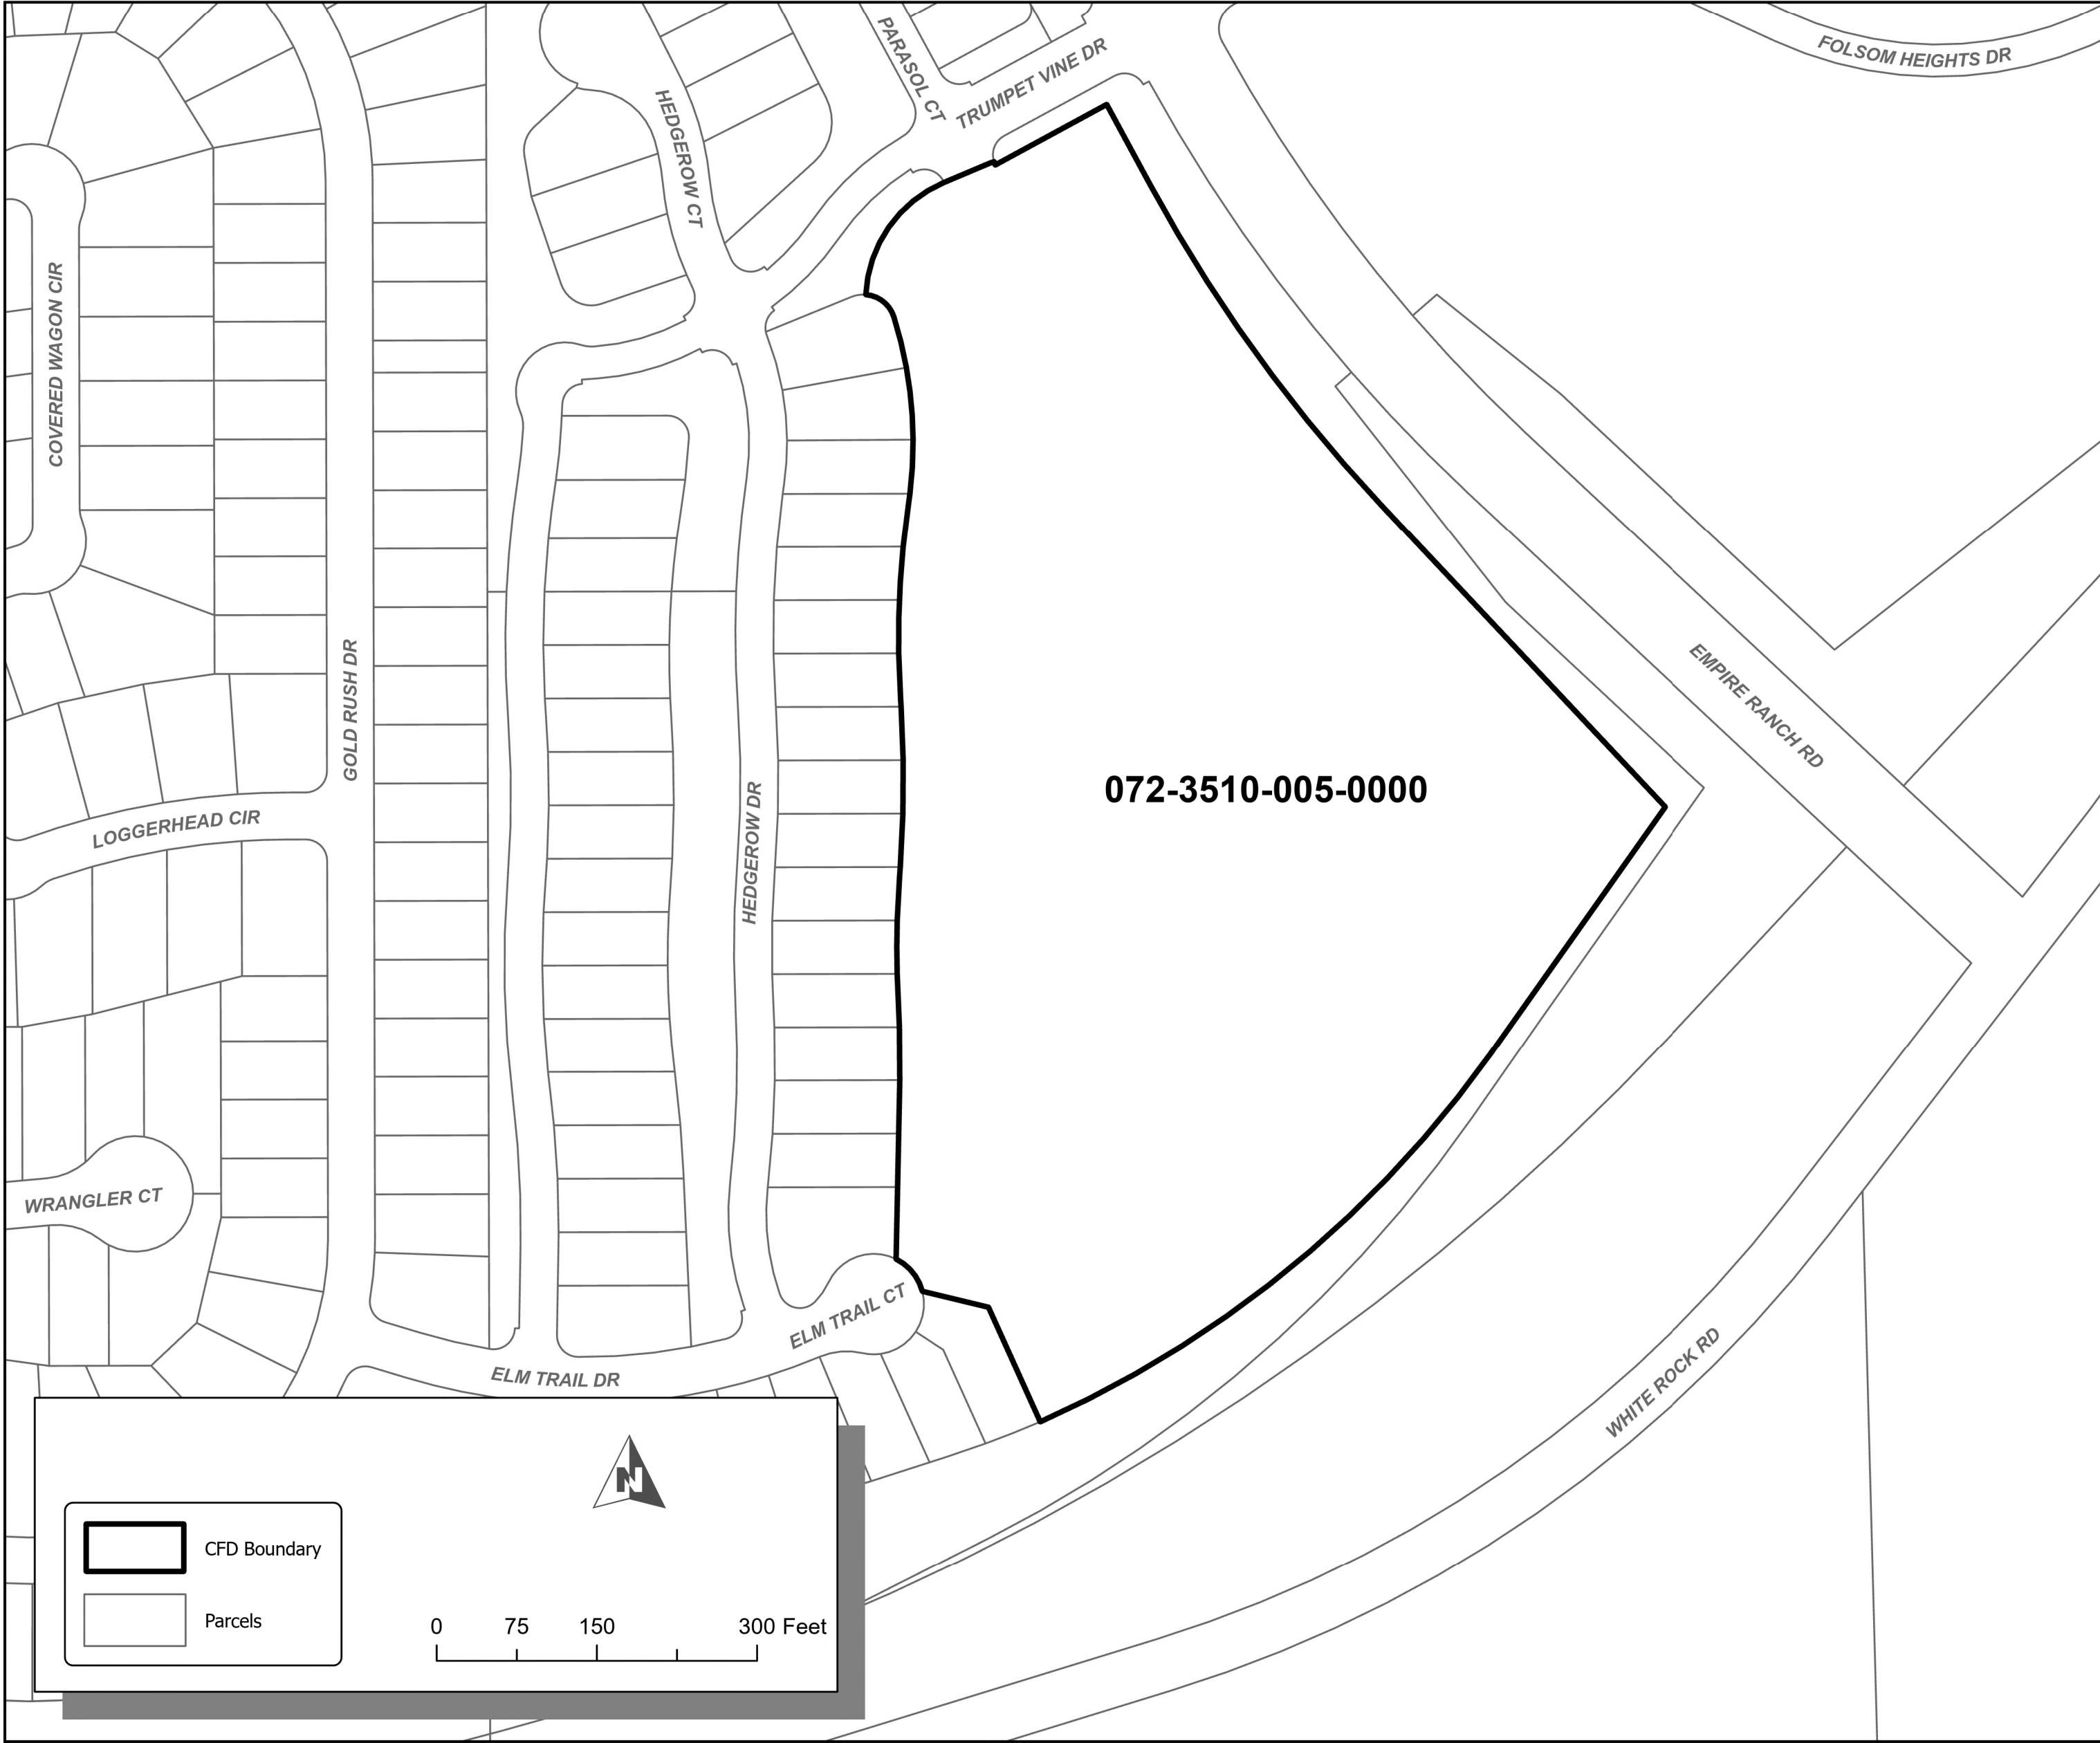 FOLSOM HEIGHTS DR
PARASOL CT
TRUMPET VINE DR
HEDGEROW CT
COVERED WAGON CIR
GOLD RUSH DR
EMPIRE RANCH RD
072-3510-005-0000
LOGGERHEAD CIR
HEDGEROW DR
WRANGLER CT
ELM TRAIL CT
ELM TRAIL DR
WHITE ROCK RD
N
CFD Boundary
Parcels
0 75 150 300 Feet